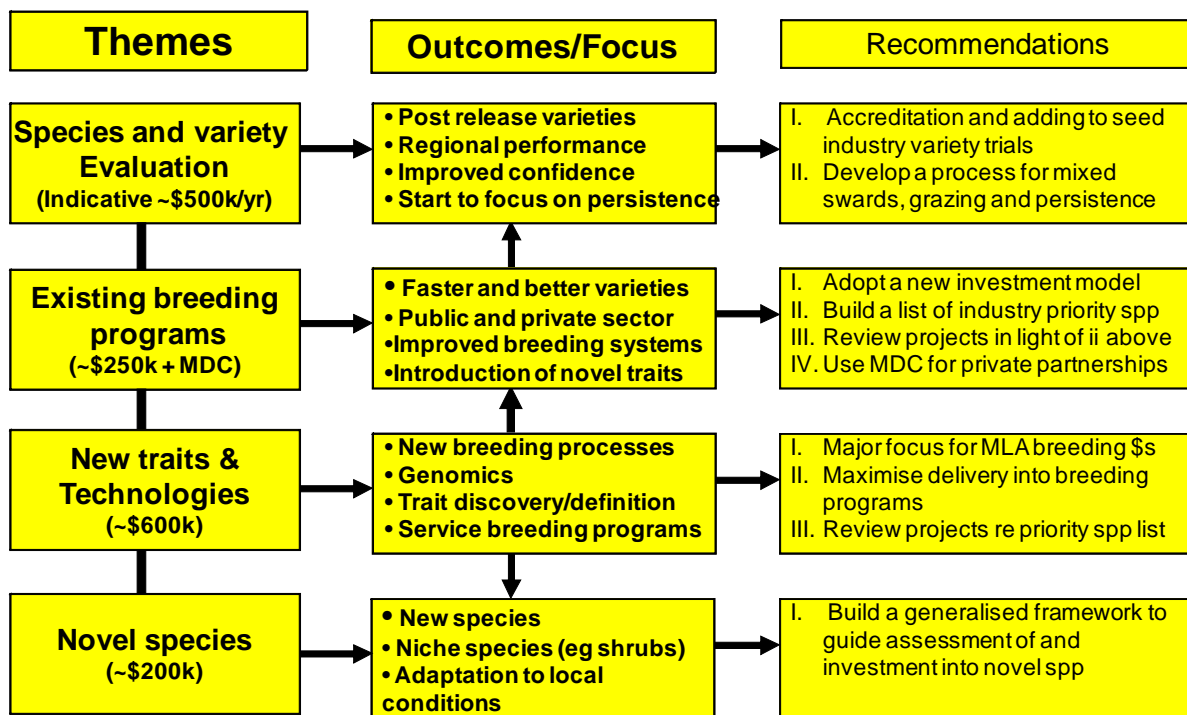 Themes
Outcomes/Focus
Recommendations
Species and variety
Evaluation
(Indicative ~$500k/yr)
• Post release varieties
• Regional performance
• Improved confidence
• Start to focus on persistence
I. Accreditation and adding to seed
industry variety trials
II. Develop a process for mixed
swards, grazing and persistence
Existing breeding
programs
(~$250k + MDC)
• Faster and better varieties
• Public and private sector
• Improved breeding systems
• Introduction of novel traits
I. Adopt a new investment model
II. Build a list of industry priority spp
III. Review projects in light of ii above
IV. Use MDC for private partnerships
New traits &
Technologies
(~$600k)
• New breeding processes
• Genomics
• Trait discovery/definition
• Service breeding programs
I. Major focus for MLA breeding $s
II. Maximise delivery into breeding
programs
III. Review projects re priority spp list
Novel species
(~$200k)
• New species
• Niche species (eg shrubs)
• Adaptation to local
conditions
I. Build a generalised framework to
guide assessment of and
investment into novel spp